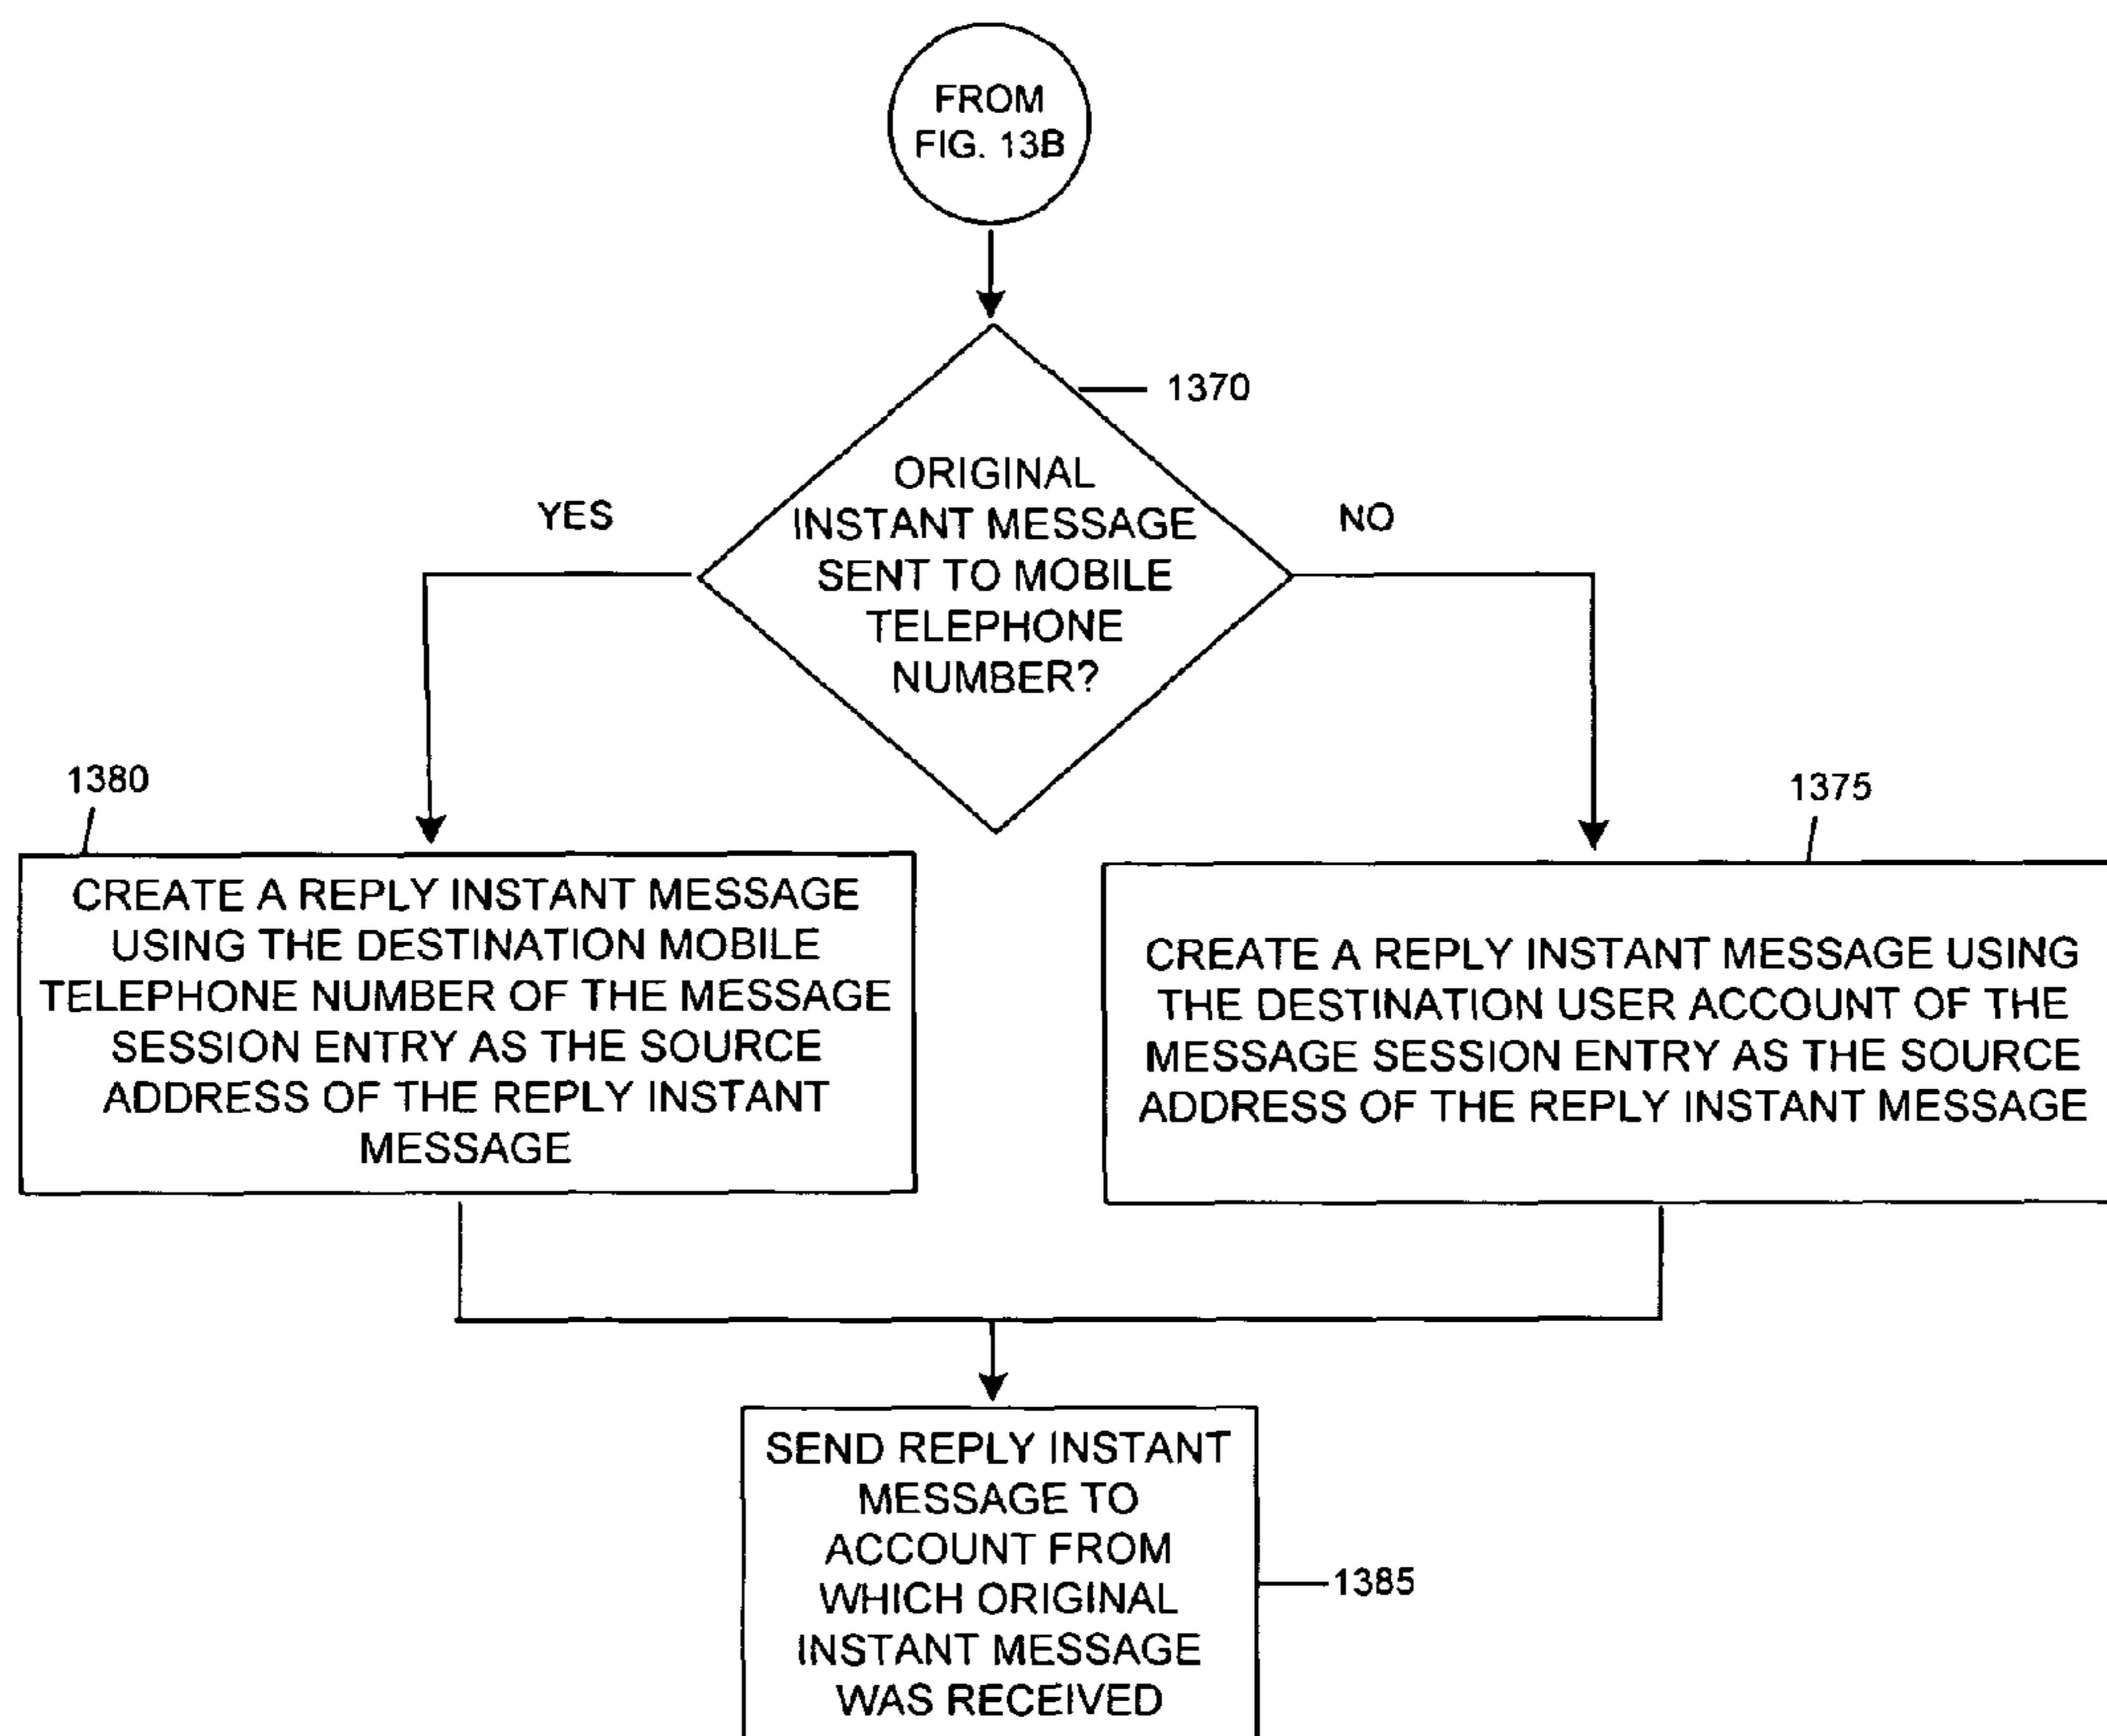 FROM
FIG. 13B
1370
ORIGINAL
INSTANT MESSAGE
SENT TO MOBILE
TELEPHONE
NUMBER?
YES
NO
1380
CREATE A REPLY INSTANT MESSAGE
USING THE DESTINATION MOBILE
TELEPHONE NUMBER OF THE MESSAGE
SESSION ENTRY AS THE SOURCE
ADDRESS OF THE REPLY INSTANT
MESSAGE
1375
CREATE A REPLY INSTANT MESSAGE USING
THE DESTINATION USER ACCOUNT OF THE
MESSAGE SESSION ENTRY AS THE SOURCE
ADDRESS OF THE REPLY INSTANT MESSAGE
SEND REPLY INSTANT
MESSAGE TO
ACCOUNT FROM
WHICH ORIGINAL
INSTANT MESSAGE
WAS RECEIVED
1385